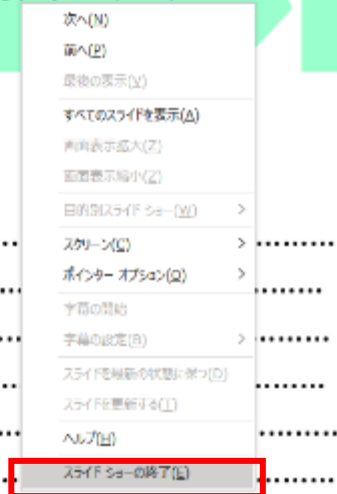 次へ(N)
前へ(P)
最後の表示(V)
すべてのスライドを表示(A)
画面表示拡大(Z)
画面表示縮小(Z)
目的別スライド ショー(W)
スクリーン(C)
ポインター オプション(O)
字幕の開始
字幕の設定(B)
スライドを最新の状態に保つ(D)
スライドを更新する(T)
ヘルプ(H)
スライド ショーの終了(E)